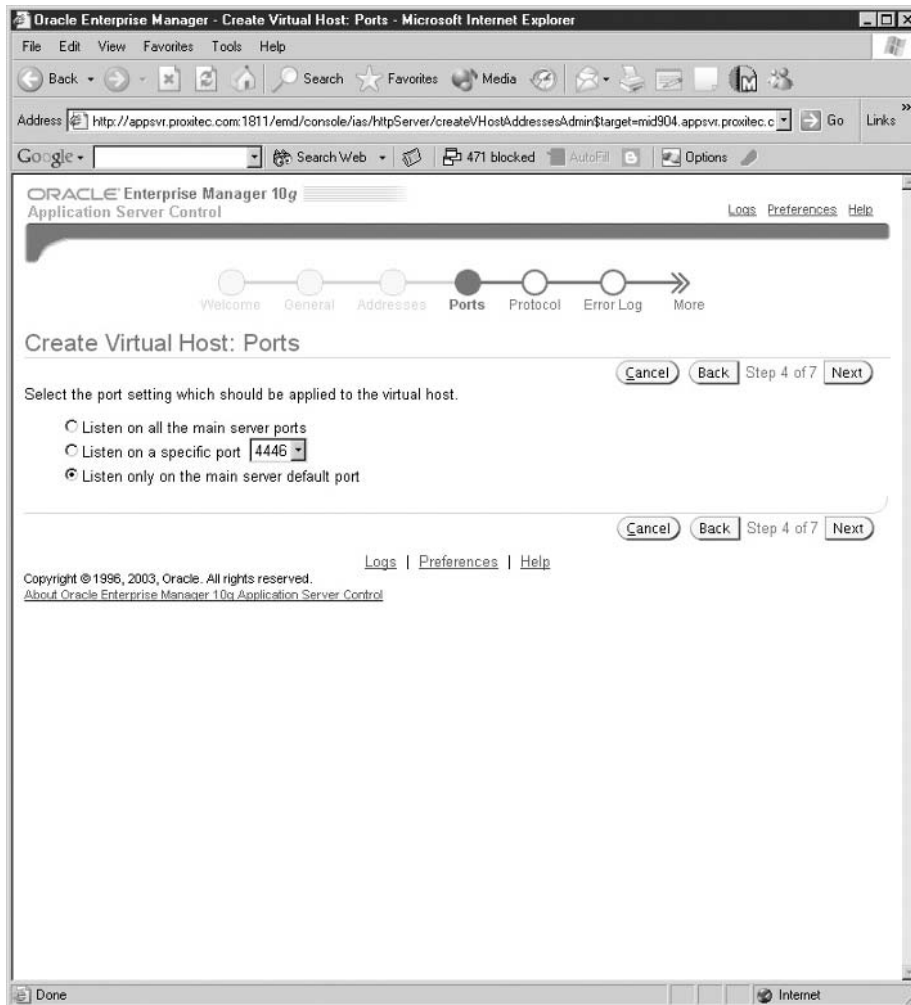 Oracle Enterprise Manager - Create Virtual Host: Ports - Microsoft Internet Explorer
File Edit View Favorites Tools Help
Back Search Favorites Media
Address http://appsvr.proxitec.com:1811/emd/console/ias/httpServer/createVHostAddressesAdmin$target=mid904.appsvr.proxitec.c Go Links »
Google Search Web 471 blocked AutoFill Options
ORACLE Enterprise Manager 10g
Application Server Control
Logs Preferences Help
Welcome General Addresses Ports Protocol Error Log More
Create Virtual Host: Ports
Cancel Back Step 4 of 7 Next
Select the port setting which should be applied to the virtual host.
Listen on all the main server ports
Listen on a specific port 4446
Listen only on the main server default port
Cancel Back Step 4 of 7 Next
Logs | Preferences | Help
Copyright © 1996, 2003, Oracle. All rights reserved.
About Oracle Enterprise Manager 10g Application Server Control
Done Internet